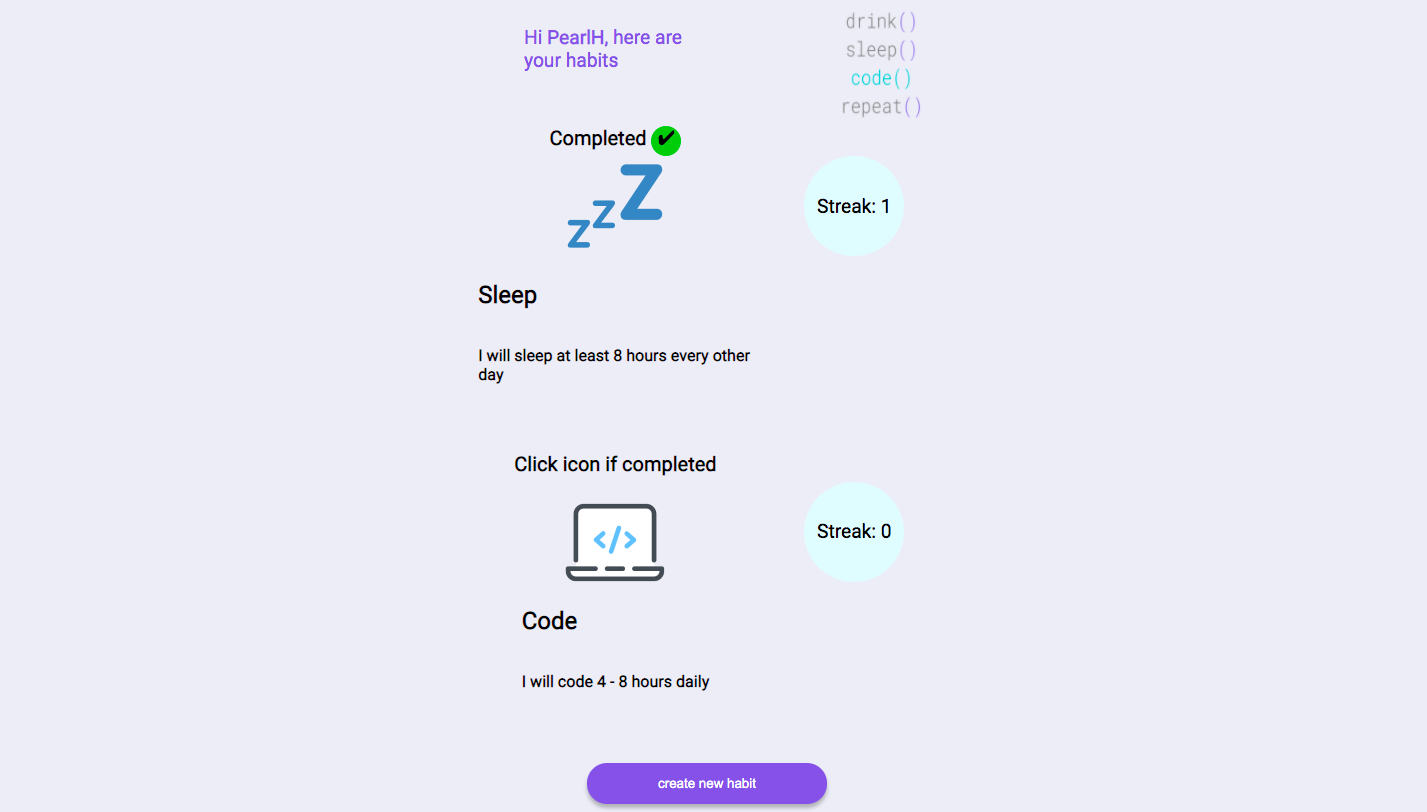 Hi PearlH, here are
your habits
drink()
sleep()
code()
repeat()
Completed ✔
z z Z
Streak: 1
Sleep
I will sleep at least 8 hours every other
day
Click icon if completed
</>
Streak: 0
Code
I will code 4 - 8 hours daily
create new habit